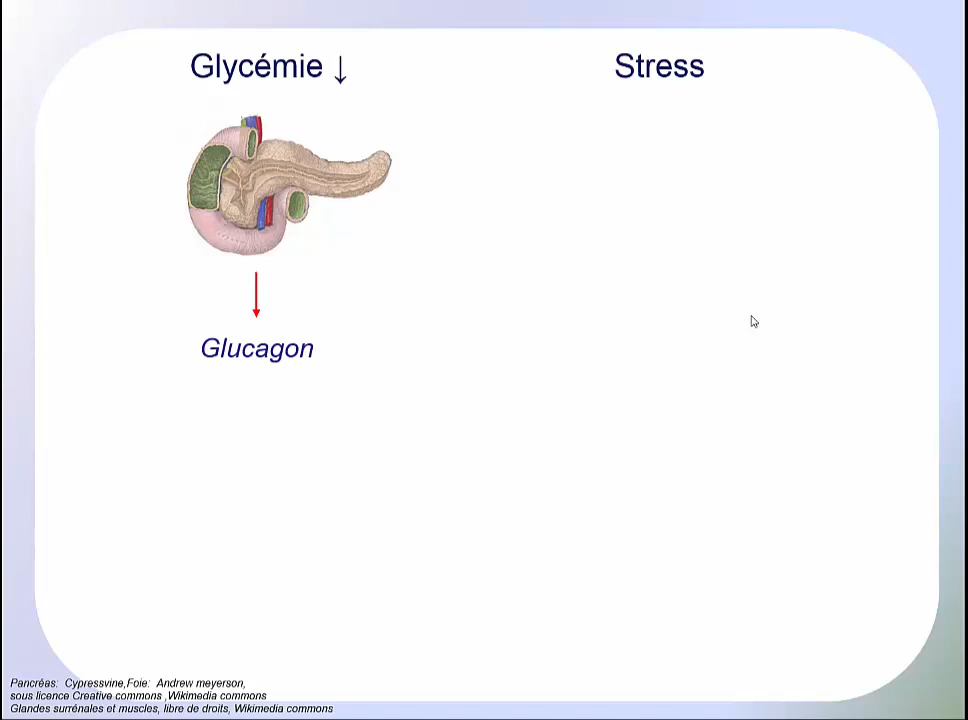 Glycémie ↓
Stress
Glucagon
Pancréas: Cypressvine,Foie: Andrew meyerson,
sous licence Creative commons ,Wikimedia commons
Glandes surrénales et muscles, libre de droits, Wikimedia commons